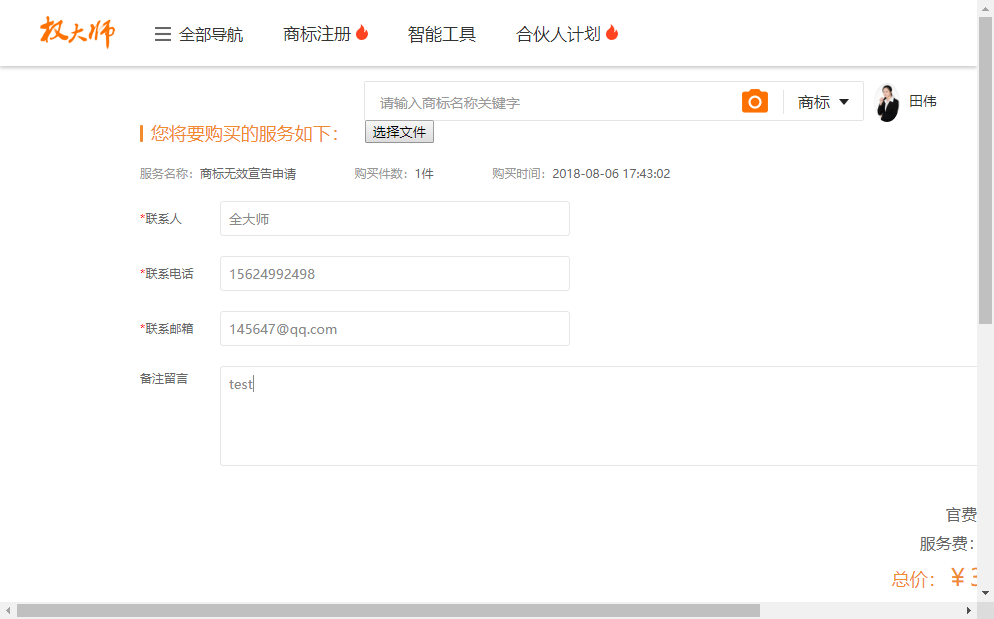 权大师 全部导航 商标注册 智能工具 合伙人计划
请输入商标名称关键字 商标 田伟
您将要购买的服务如下： 选择文件
服务名称：商标无效宣告申请 购买件数：1件 购买时间：2018-08-06 17:43:02
*联系人 全大师
*联系电话 15624992498
*联系邮箱 145647@qq.com
备注留言 test
官费
服务费：
总价：￥3